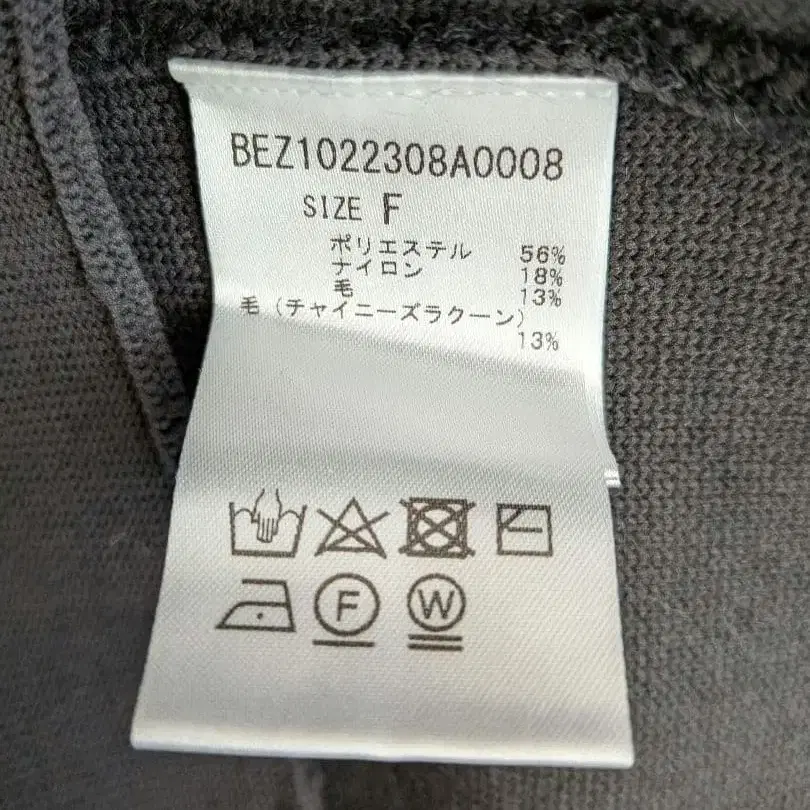 BEZ1022308A0008
SIZE F
ポリエステル 56%
ナイロン 18%
毛 13%
毛(チャイニーズラクーン)
13%
F W